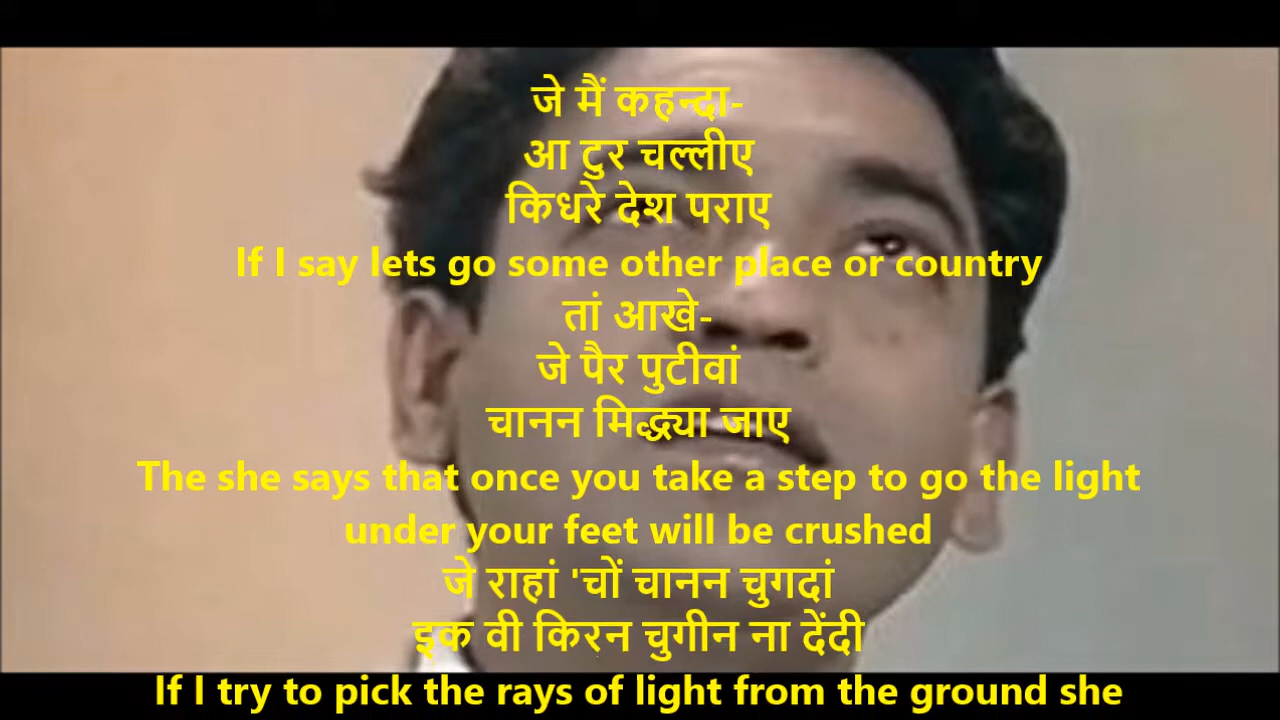 जे मैं कहन्दा-
आ टुर चल्लीए
किधरे देश पराए
If I say lets go some other place or country
तां आखे-
जे पैर पुटीवां
चानन मिद्ध्या जाए
The she says that once you take a step to go the light
under your feet will be crushed
जे राहां 'चों चानन चुगदां
इक वी किरन चुगीन ना देंदी
If I try to pick the rays of light from the ground she